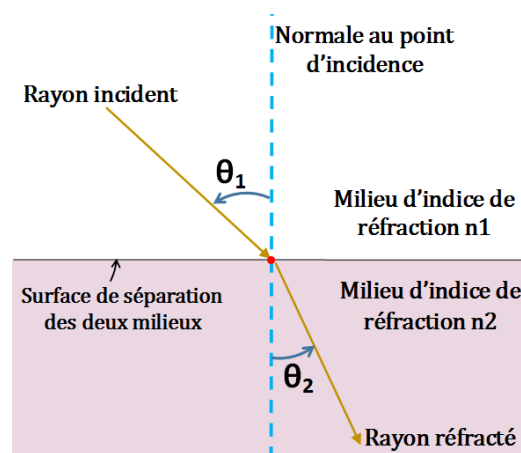 Normale au point
d'incidence
Rayon incident
θ1
Milieu d'indice de
réfraction n1
Surface de séparation
des deux milieux
Milieu d'indice de
réfraction n2
θ2
Rayon réfracté